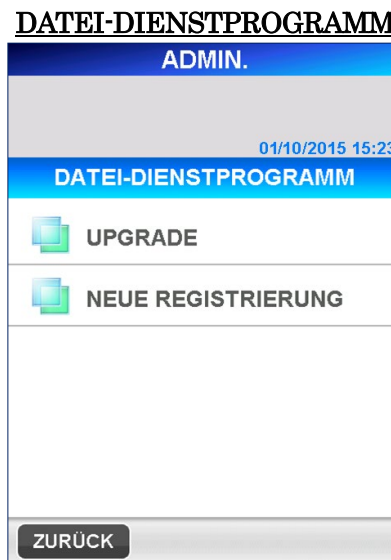 DATEI-DIENSTPROGRAMM
ADMIN.
01/10/2015 15:23
DATEI-DIENSTPROGRAMM
UPGRADE
NEUE REGISTRIERUNG
ZURÜCK